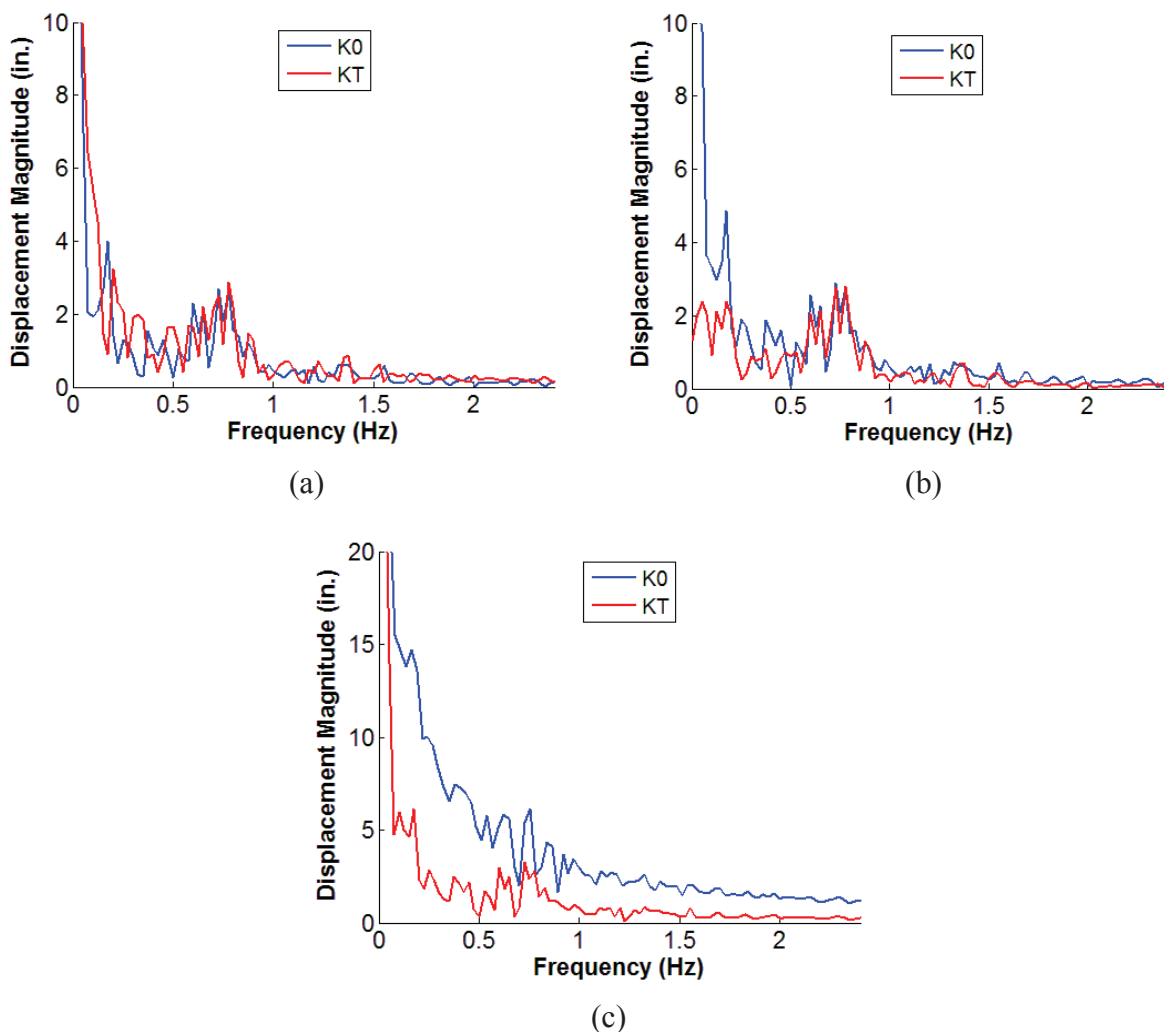 10
8
6
4
2
0
Displacement Magnitude (in.)
K0
KT
0 0.5 1 1.5 2
Frequency (Hz)
(a)
10
8
6
4
2
0
Displacement Magnitude (in.)
K0
KT
0 0.5 1 1.5 2
Frequency (Hz)
(b)
20
15
10
5
0
Displacement Magnitude (in.)
K0
KT
0 0.5 1 1.5 2
Frequency (Hz)
(c)